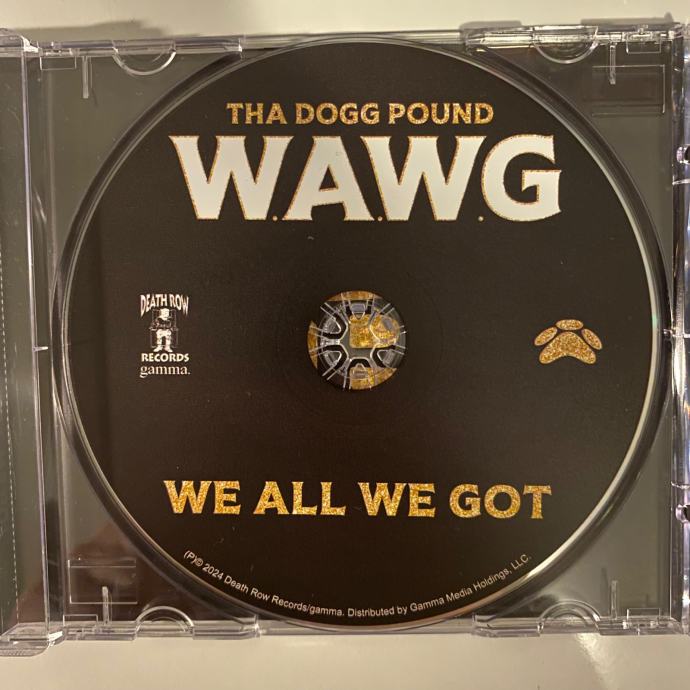 THA DOGG POUND
W.A.W.G
DEATH ROW
RECORDS
gamma.
WE ALL WE GOT
(P)© 2024 Death Row Records/gamma. Distributed by Gamma Media Holdings, LLC.